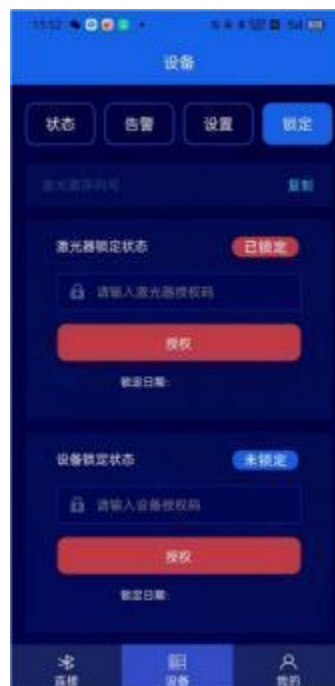 设备
状态 告警 设置 锁定
激光器序列号 复制
激光器锁定状态 已锁定
请输入激光器授权码
授权
锁定日期:
设备锁定状态 未锁定
请输入设备授权码
授权
锁定日期:
连接 设备 我的